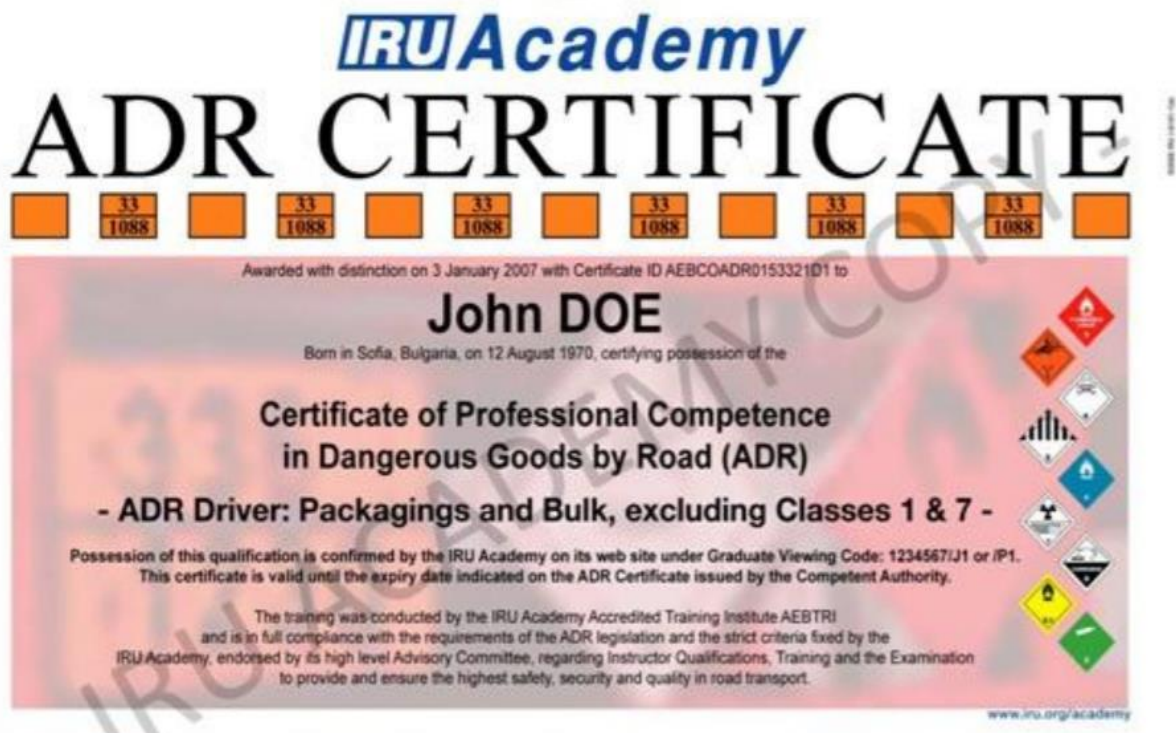 IRU Academy
ADR CERTIFICATE
33 33 33 33 33 33
1088 1088 1088 1088 1088 1088
Awarded with distinction on 3 January 2007 with Certificate ID AEBCOADR0153321D1 to
John DOE
Born in Sofia, Bulgaria, on 12 August 1970, certifying possession of the
Certificate of Professional Competence
in Dangerous Goods by Road (ADR)
- ADR Driver: Packagings and Bulk, excluding Classes 1 & 7 -
Possession of this qualification is confirmed by the IRU Academy on its web site under Graduate Viewing Code: 1234567/J1 or /P1.
This certificate is valid until the expiry date indicated on the ADR Certificate issued by the Competent Authority.
The training was conducted by the IRU Academy Accredited Training Institute AEBTRI
and is in full compliance with the requirements of the ADR legislation and the strict criteria fixed by the
IRU Academy, endorsed by its high level Advisory Committee, regarding Instructor Qualifications, Training and the Examination
to provide and ensure the highest safety, security and quality in road transport.
www.iru.org/academy
IRU ACADEMY COPY -